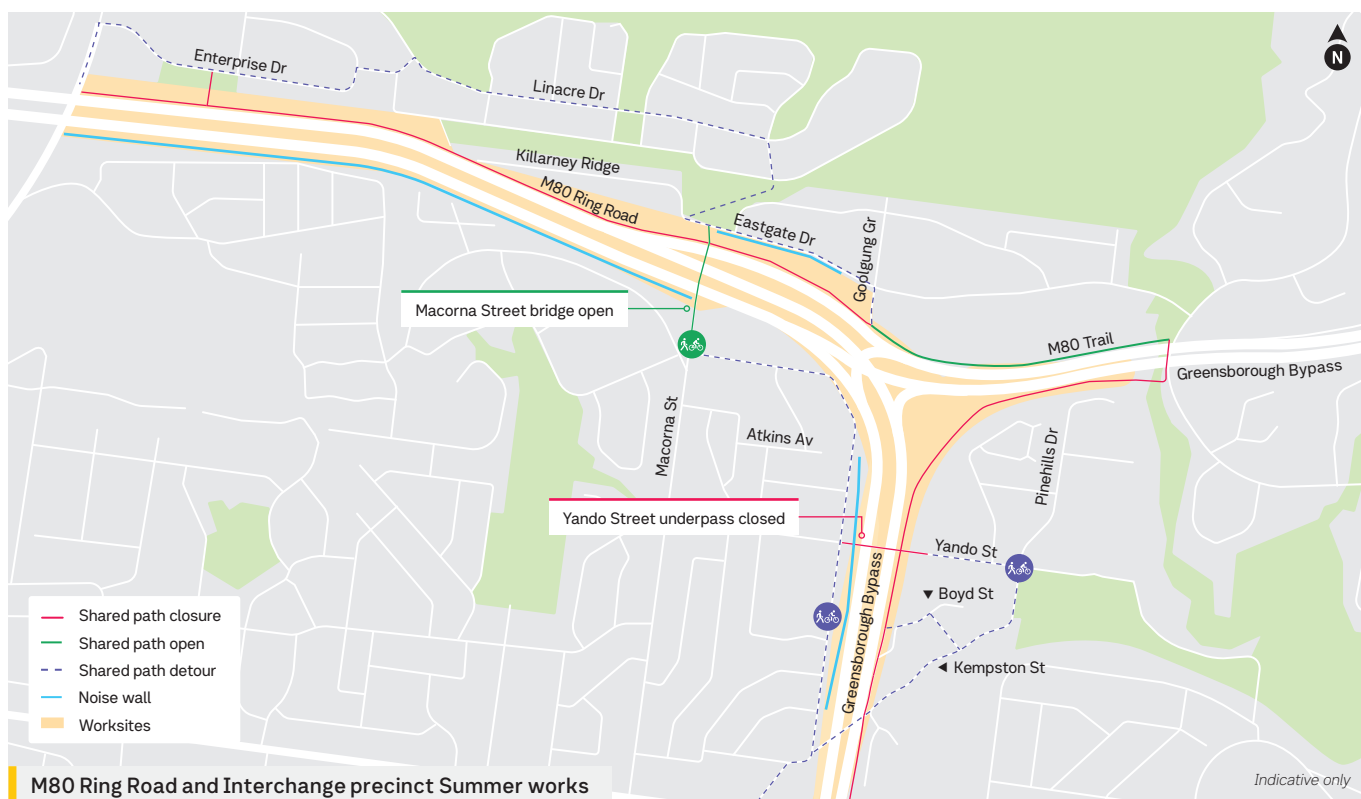 N
Enterprise Dr
Linacre Dr
Killarney Ridge
M80 Ring Road
Eastgate Dr
Goolgung Gr
Macorna Street bridge open
M80 Trail
Greensborough Bypass
Macorna St
Atkins Av
Pinehills Dr
Yando Street underpass closed
Yando St
Boyd St
Greensborough Bypass
Kempston St
Shared path closure
Shared path open
Shared path detour
Noise wall
Worksites
M80 Ring Road and Interchange precinct Summer works
Indicative only